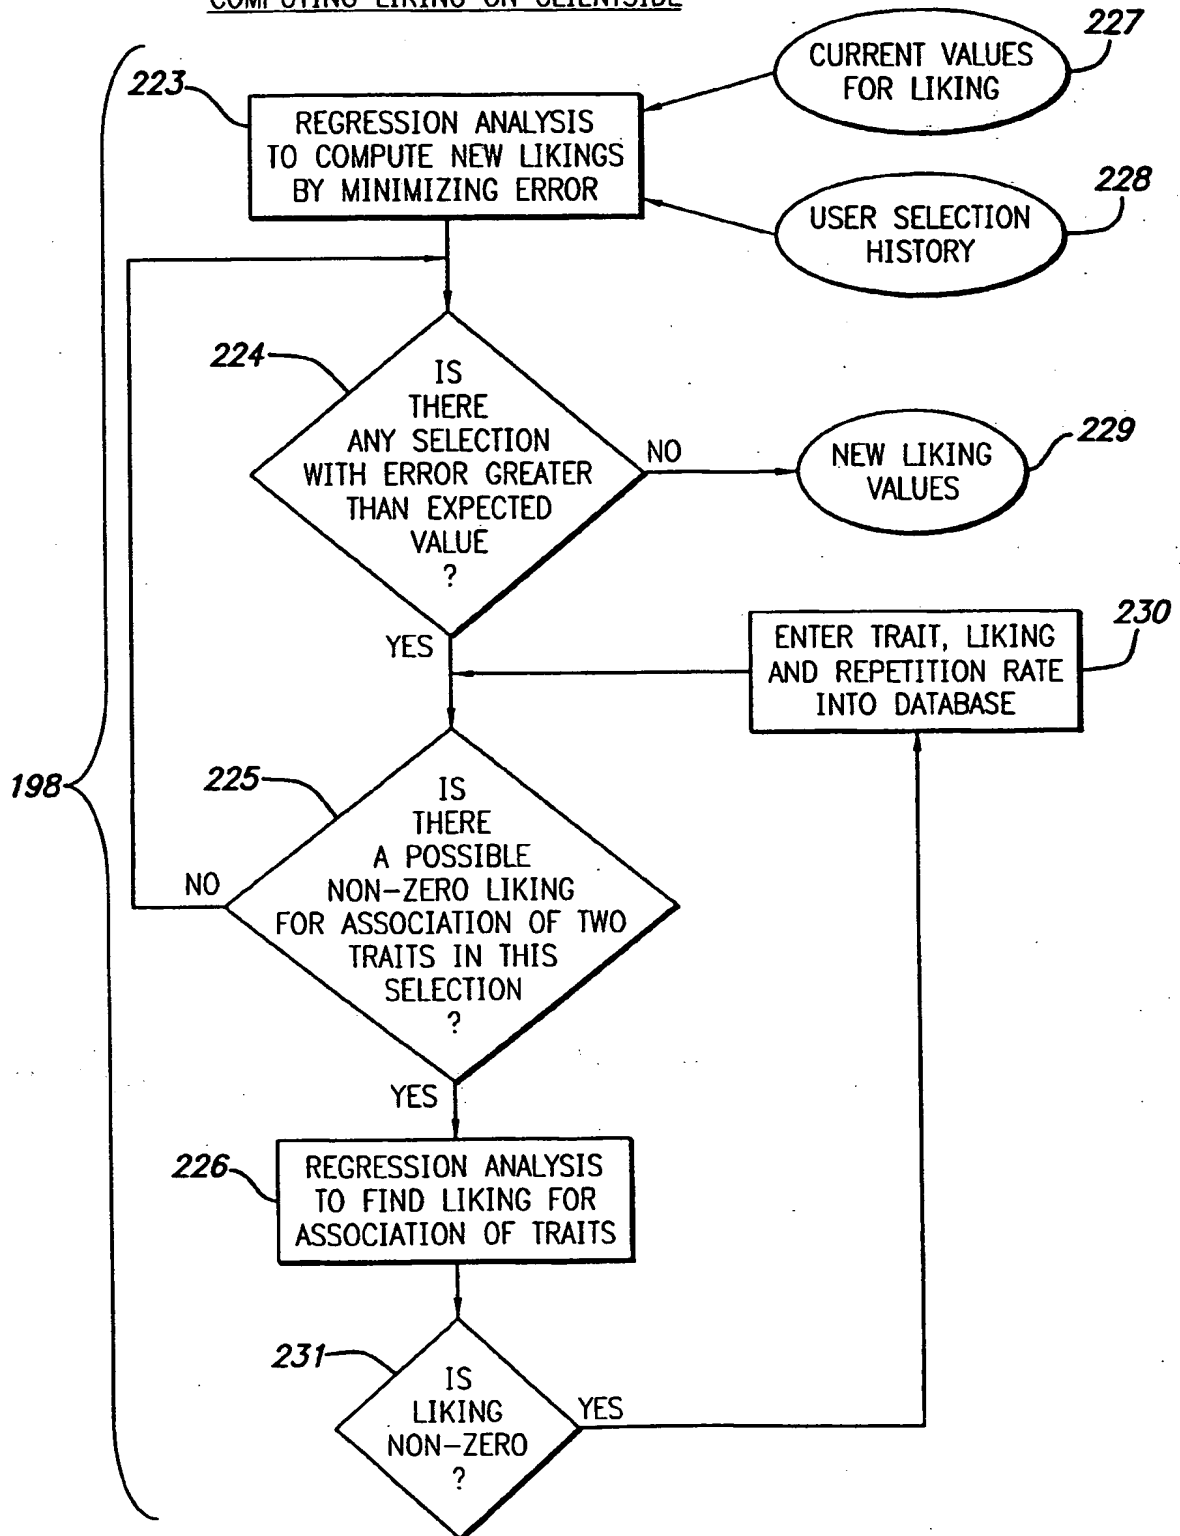 COMPUTING LIKING ON CLIENTSIDE
227
CURRENT VALUES
FOR LIKING
223
REGRESSION ANALYSIS
TO COMPUTE NEW LIKINGS
BY MINIMIZING ERROR
228
USER SELECTION
HISTORY
224
IS
THERE
ANY SELECTION
WITH ERROR GREATER
THAN EXPECTED
VALUE
?
NO
229
NEW LIKING
VALUES
YES
230
ENTER TRAIT, LIKING
AND REPETITION RATE
INTO DATABASE
198
225
IS
THERE
A POSSIBLE
NON-ZERO LIKING
FOR ASSOCIATION OF TWO
TRAITS IN THIS
SELECTION
?
NO
YES
226
REGRESSION ANALYSIS
TO FIND LIKING FOR
ASSOCIATION OF TRAITS
231
IS
LIKING
NON-ZERO
?
YES